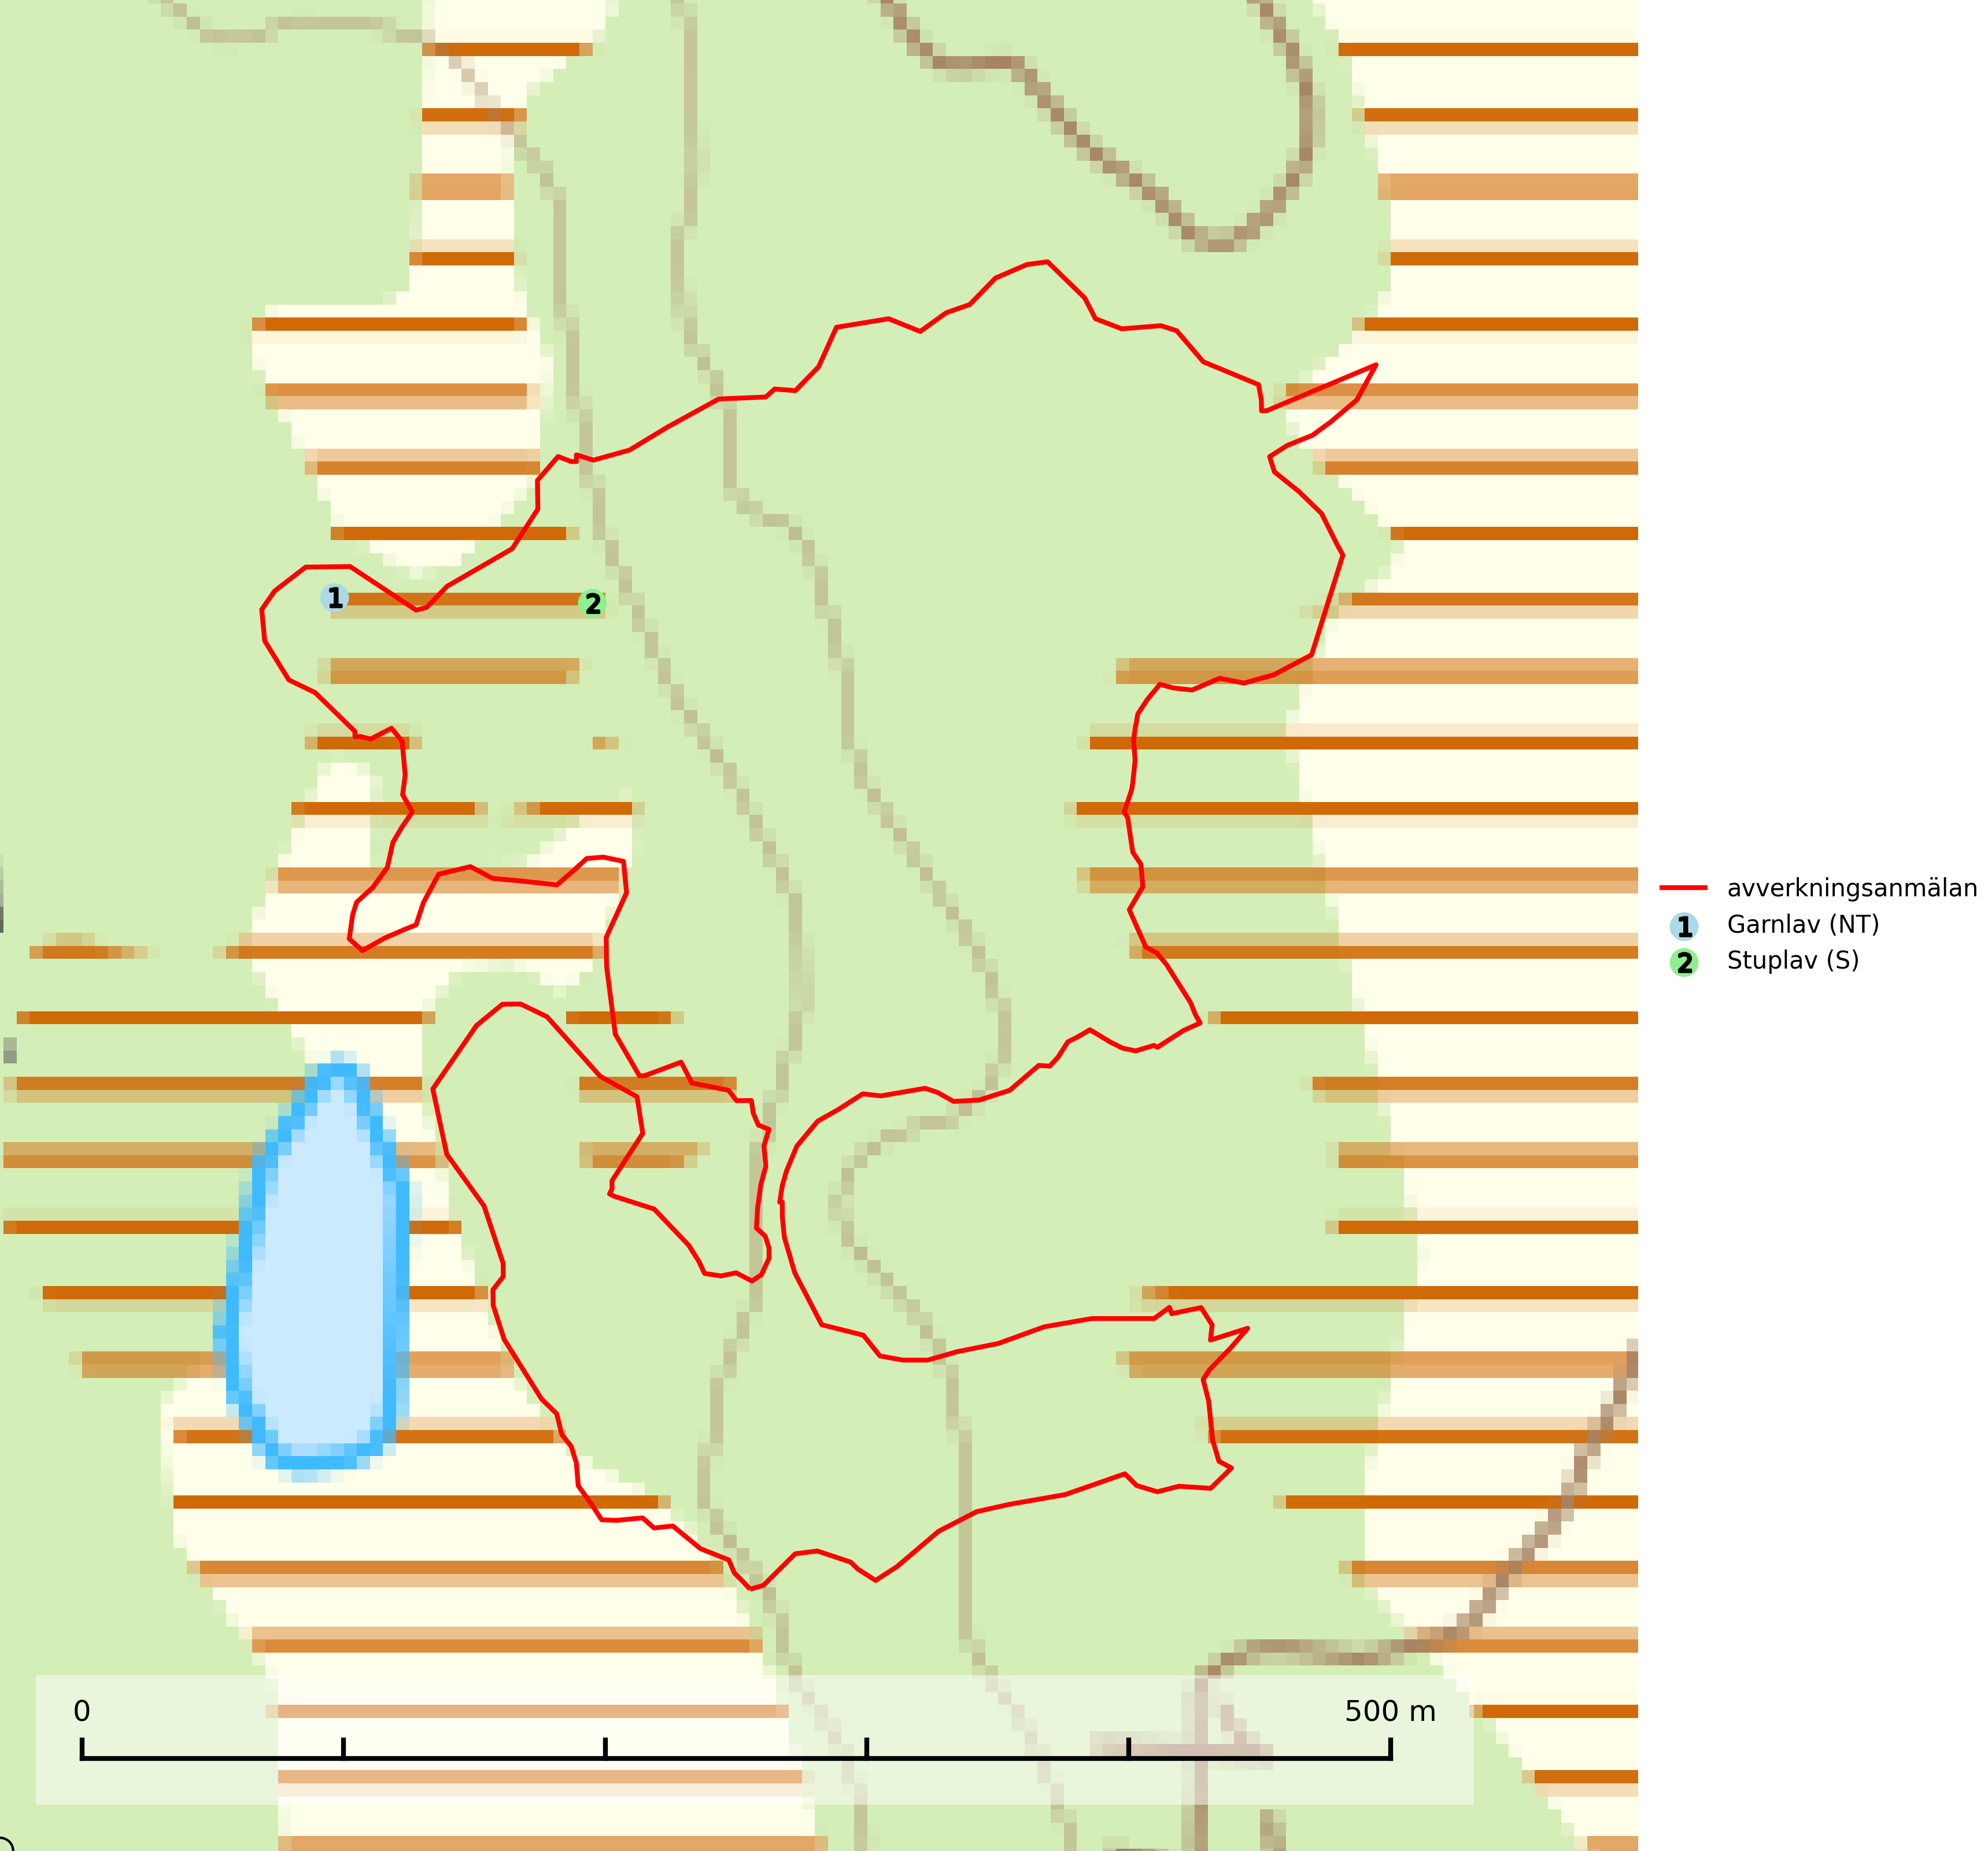 1
2
avverkningsanmälan
1 Garnlav (NT)
2 Stuplav (S)
0 500 m